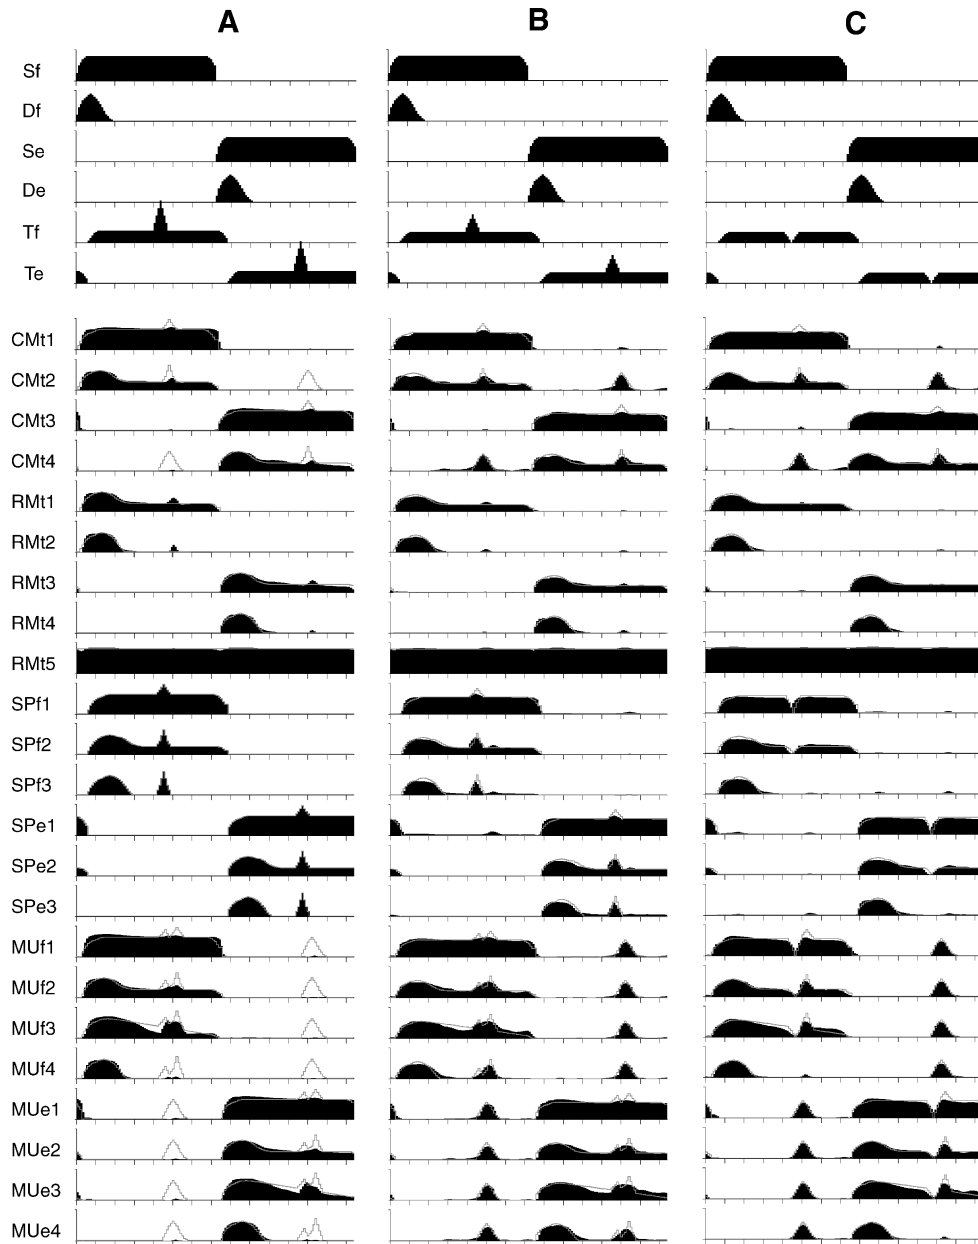 A B C
Sf
Df
Se
De
Tf
Te
CMt1
CMt2
CMt3
CMt4
RMt1
RMt2
RMt3
RMt4
RMt5
SPf1
SPf2
SPf3
SPe1
SPe2
SPe3
MUf1
MUf2
MUf3
MUf4
MUe1
MUe2
MUe3
MUe4